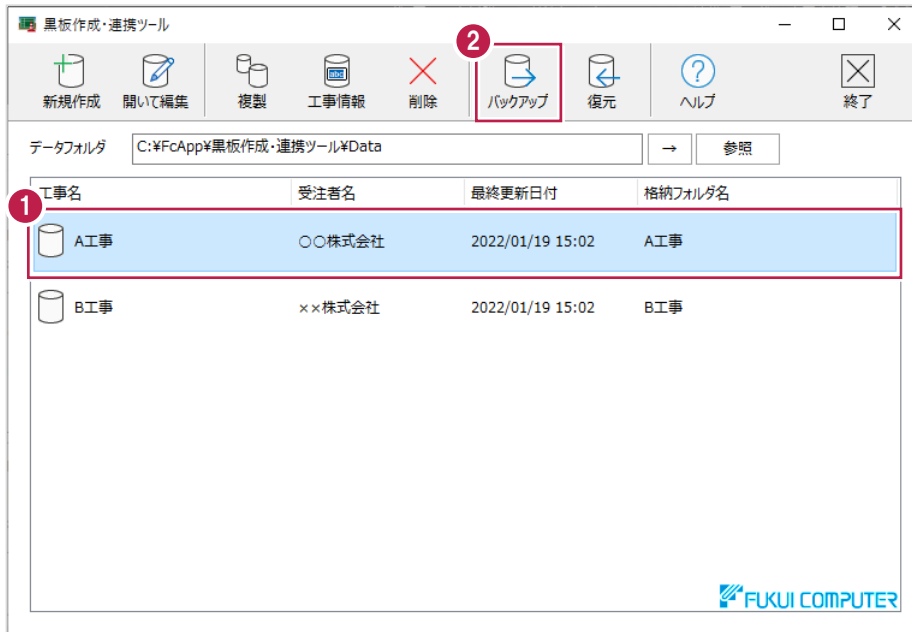 黒板作成・連携ツール
2
新規作成 開いて編集 複製 工事情報 削除 バックアップ 復元 ヘルプ 終了
データフォルダ C:¥FcApp¥黒板作成・連携ツール¥Data → 参照
工事名 受注者名 最終更新日付 格納フォルダ名
1
A工事 〇〇株式会社 2022/01/19 15:02 A工事
B工事 ××株式会社 2022/01/19 15:02 B工事
FUKUI COMPUTER